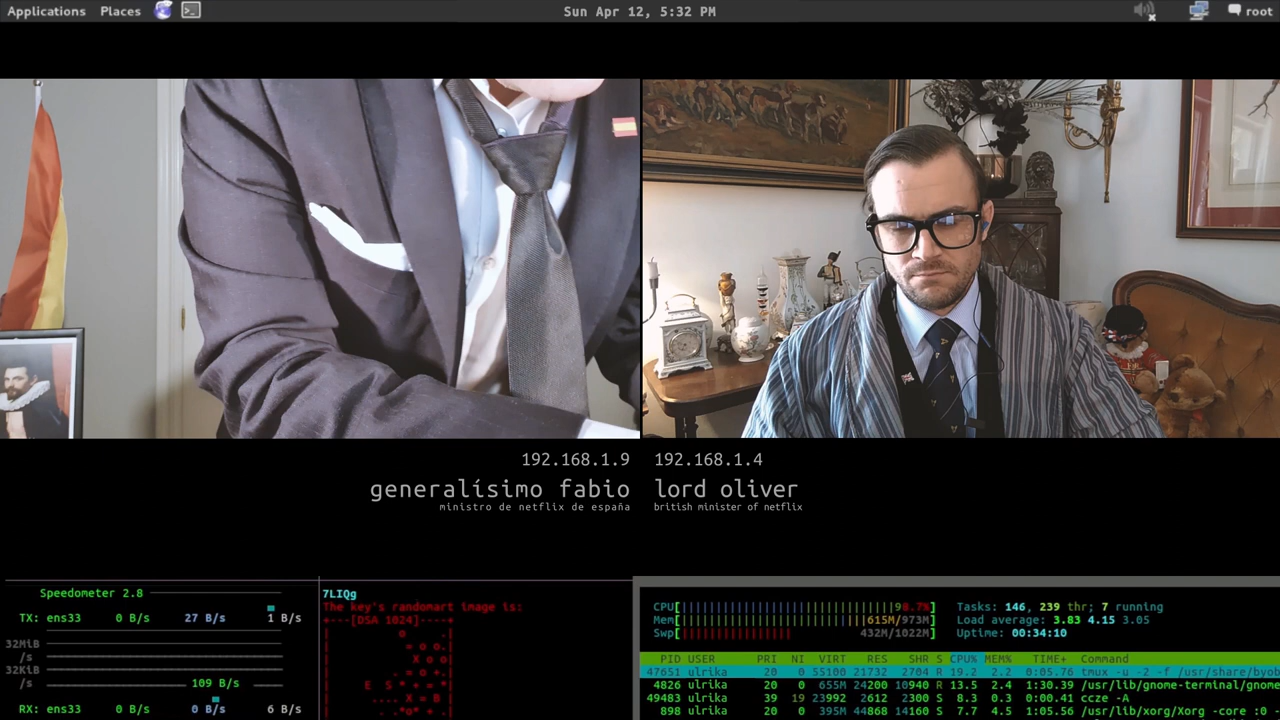 Applications Places Sun Apr 12, 5:32 PM root
192.168.1.9
generalísimo fabio
ministro de netflix de españa
192.168.1.4
lord oliver
british minister of netflix
Speedometer 2.8
TX: ens33 0 B/s 27 B/s 1 B/s
32MiB
/s
32KiB
/s 109 B/s
RX: ens33 0 B/s 0 B/s 6 B/s
7LIQg
The key's randomart image is:
+---[DSA 1024]----+
| o .|
| = o o.|
| X o o|
| . = o +.|
| E S * + = *|
| .... X = B|
| . .*o* + .|
CPU[||||||||||||||||||||||||||||||||||98.7%] Tasks: 146, 239 thr; 7 running
Mem[||||||||||||||||||||||||||||615M/973M] Load average: 3.83 4.15 3.05
Swp[||||||||||||||||| 432M/1022M] Uptime: 00:34:10
PID USER PRI NI VIRT RES SHR S CPU% MEM% TIME+ Command
47651 ulrika 20 0 55100 21732 2704 R 19.2 2.2 0:05.76 tmux -u -2 -f /usr/share/byob
4826 ulrika 20 0 655M 24200 10940 R 13.5 2.4 1:30.39 /usr/lib/gnome-terminal/gnome
49483 ulrika 39 19 23992 2612 2300 S 8.3 0.3 0:00.41 ccze -A
898 ulrika 20 0 395M 44868 14160 S 7.7 4.5 1:05.56 /usr/lib/xorg/Xorg -core :0 -